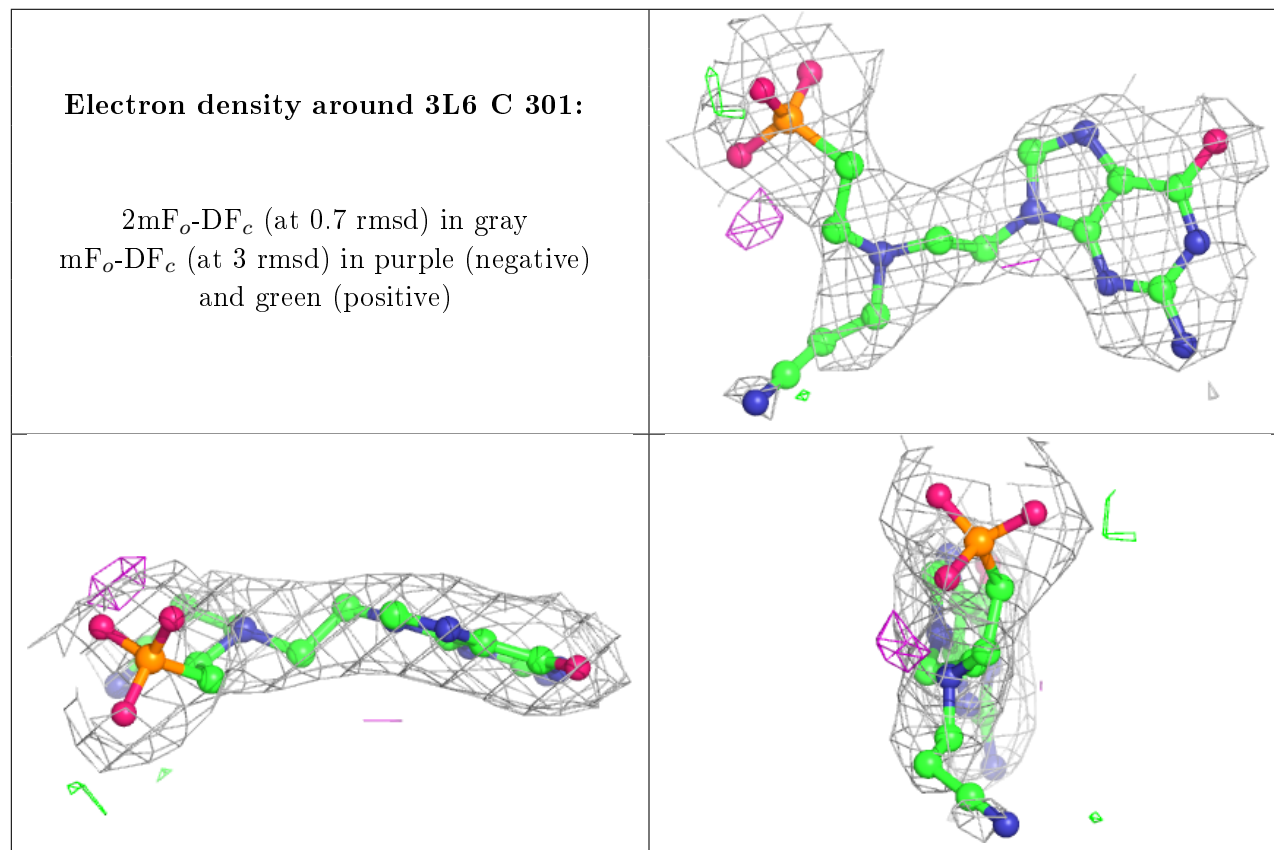 Electron density around 3L6 C 301:
2mFₒ-DF𝒸 (at 0.7 rmsd) in gray
mFₒ-DF𝒸 (at 3 rmsd) in purple (negative)
and green (positive)